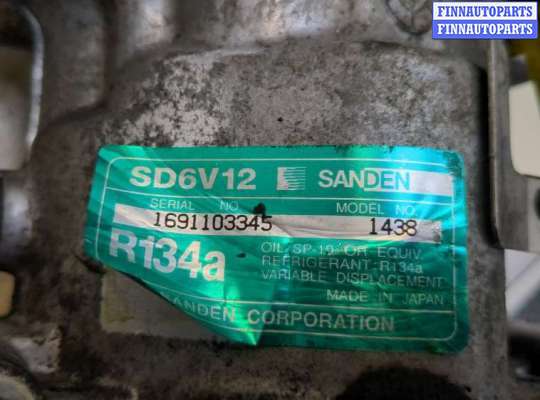 FINNAUTOPARTS
FINNAUTOPARTS
SD6V12 SANDEN
SERIAL NO. MODEL NO.
1691103345 1438
R134a
OIL SP-19 OR EQUIV.
REFRIGERANT: R134a
VARIABLE DISPLACEMENT
MADE IN JAPAN
SANDEN CORPORATION